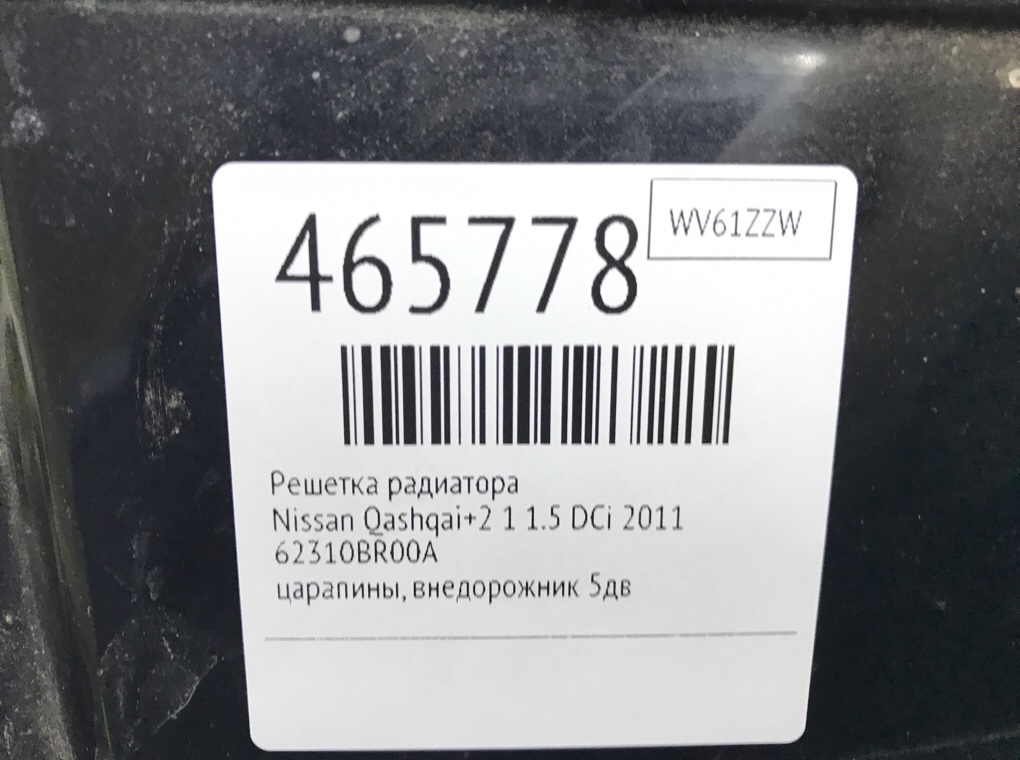 465778
WV61ZZW
Решетка радиатора
Nissan Qashqai+2 1 1.5 DCi 2011
62310BR00A
царапины, внедорожник 5дв